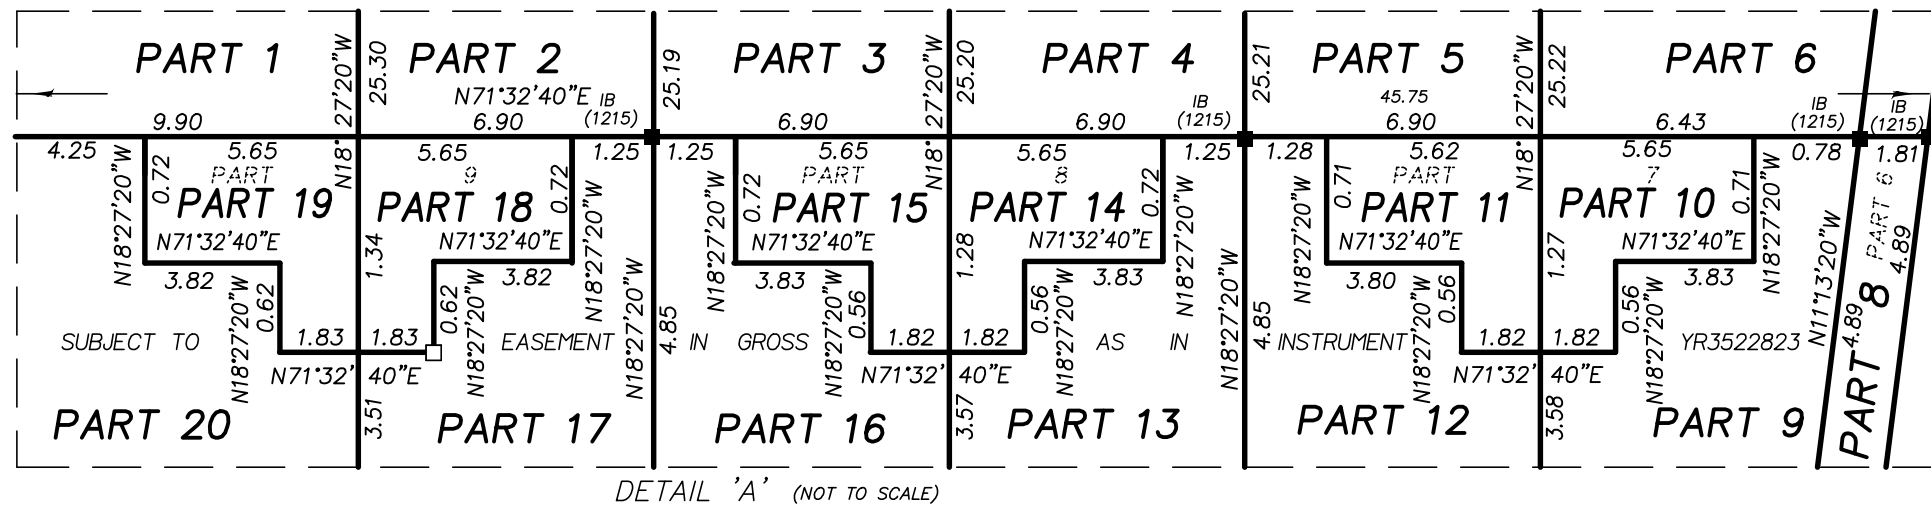 PART 1
27'20"W
N18°
25.30
PART 2
N71°32'40"E
IB
(1215)
25.19
PART 3
27'20"W
N18°
25.20
PART 4
IB
(1215)
25.21
PART 5
45.75
27'20"W
N18°
25.22
PART 6
IB
(1215)
IB
(1215)
9.90
6.90
6.90
6.90
6.90
6.43
4.25
5.65
5.65
1.25
1.25
5.65
5.65
1.25
1.28
5.62
5.65
0.78
1.81
PART
9
PART
8
PART
7
PART 6
N18°27'20"W
0.72
PART 19
N71°32'40"E
3.82
N18°27'20"W
0.62
1.83
1.34
PART 18
0.72
N71°32'40"E
3.82
N18°27'20"W
0.62
N18°27'20"W
1.83
N18°27'20"W
4.85
N18°27'20"W
0.72
PART 15
N71°32'40"E
3.83
N18°27'20"W
0.56
1.82
1.28
PART 14
0.72
N71°32'40"E
3.83
N18°27'20"W
0.56
N18°27'20"W
1.82
N18°27'20"W
4.85
N18°27'20"W
0.71
PART 11
N71°32'40"E
3.80
N18°27'20"W
0.56
1.82
1.27
PART 10
0.71
N71°32'40"E
3.83
N18°27'20"W
0.56
N18°27'20"W
1.82
N11°13'20"W
4.89
4.89
PART 8
SUBJECT TO EASEMENT IN GROSS AS IN INSTRUMENT YR3522823
N71°32' 40"E
N71°32' 40"E
N71°32' 40"E
PART 20
3.51
PART 17
PART 16
3.57
PART 13
PART 12
3.58
PART 9
DETAIL 'A' (NOT TO SCALE)